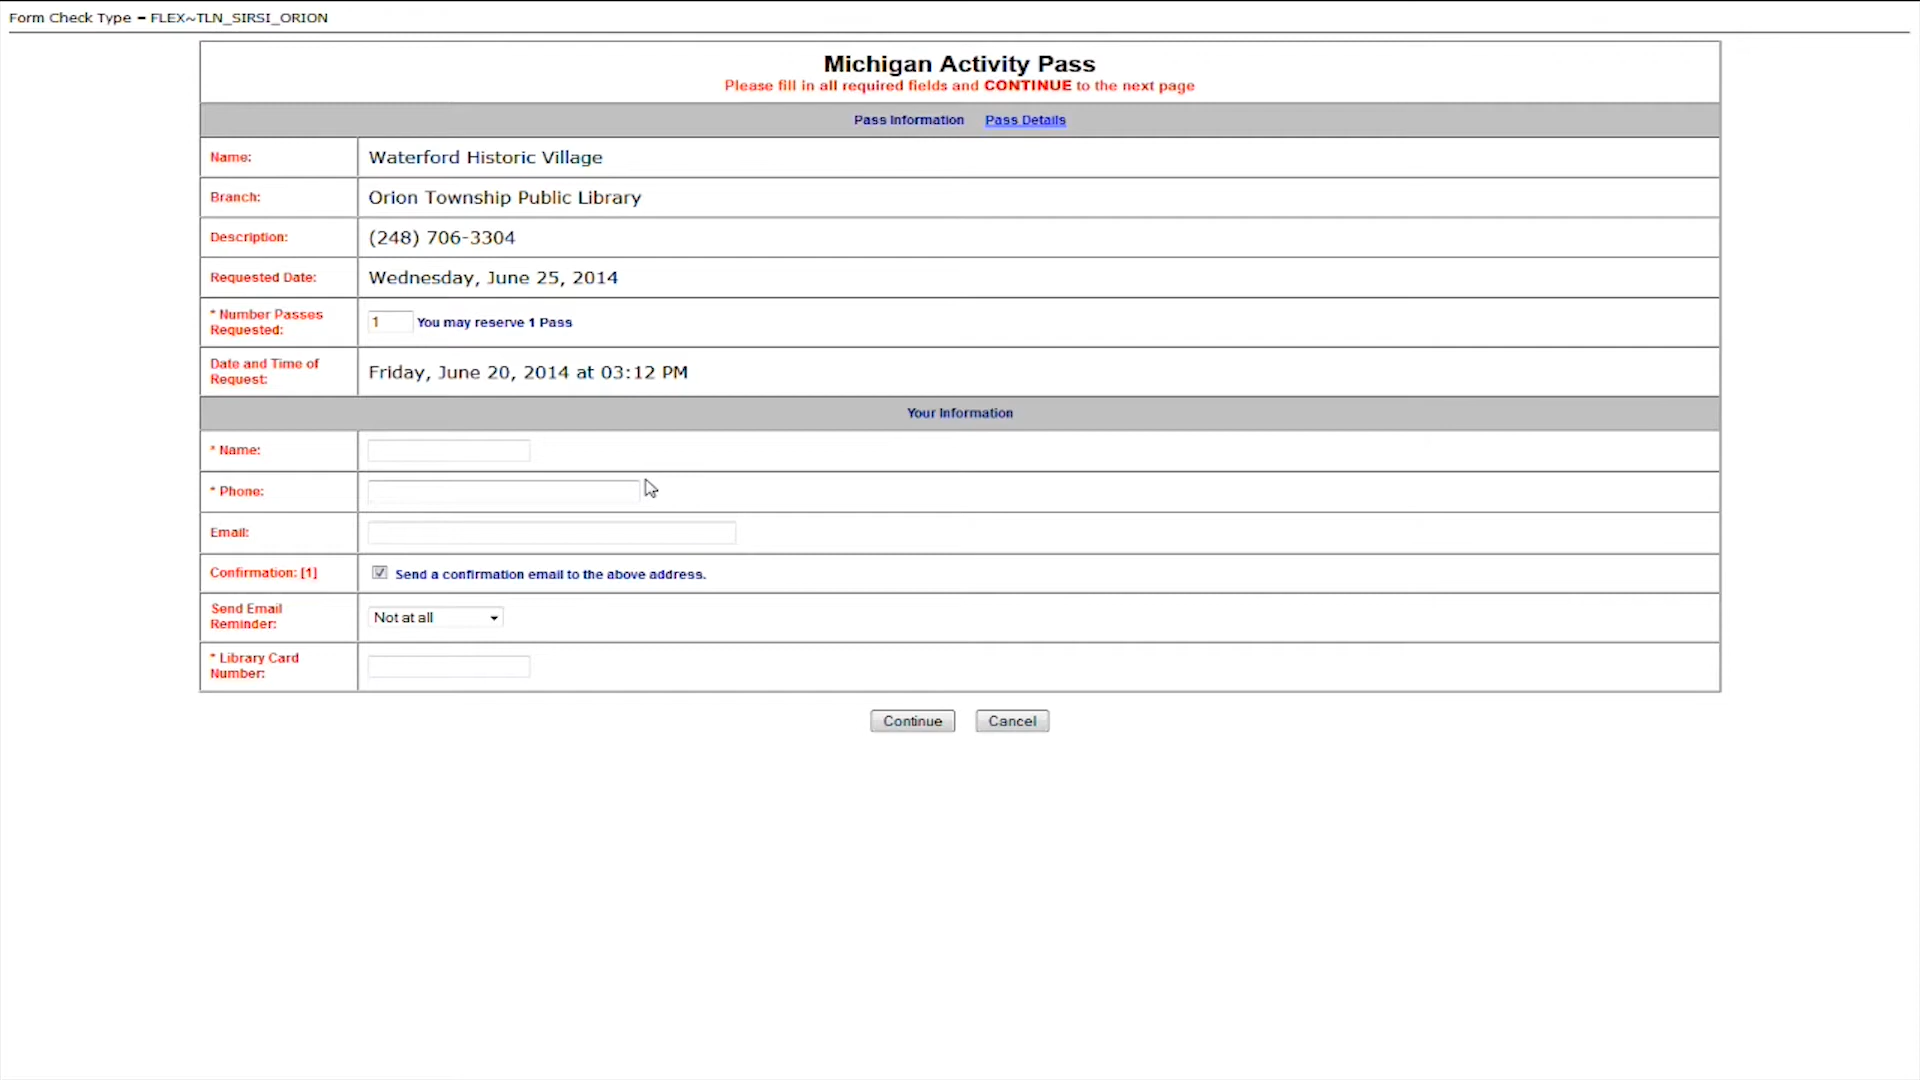 Form Check Type = FLEX~TLN_SIRSI_ORION
Michigan Activity Pass
Please fill in all required fields and CONTINUE to the next page
Pass Information Pass Details
Name: Waterford Historic Village
Branch: Orion Township Public Library
Description: (248) 706-3304
Requested Date: Wednesday, June 25, 2014
* Number Passes
Requested:
1 You may reserve 1 Pass
Date and Time of
Request:
Friday, June 20, 2014 at 03:12 PM
Your Information
* Name:
* Phone:
Email:
Confirmation: [1] Send a confirmation email to the above address.
Send Email
Reminder:
Not at all
* Library Card
Number:
Continue Cancel